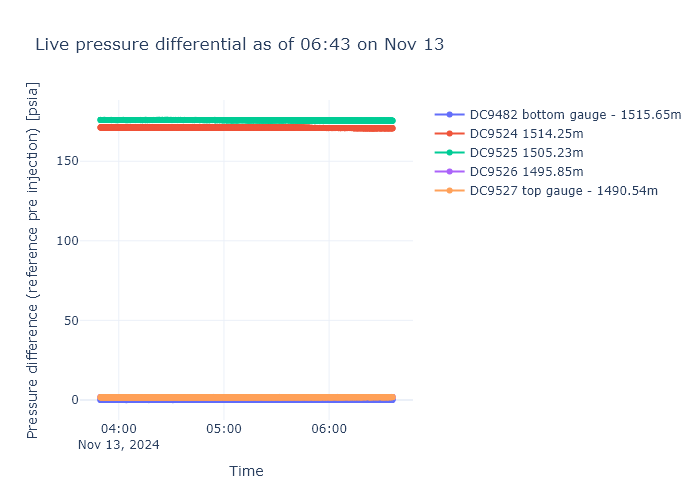 Live pressure differential as of 06:43 on Nov 13
Pressure difference (reference pre injection) [psia]
150
100
50
0
04:00
05:00
06:00
Nov 13, 2024
Time
DC9482 bottom gauge - 1515.65m
DC9524 1514.25m
DC9525 1505.23m
DC9526 1495.85m
DC9527 top gauge - 1490.54m